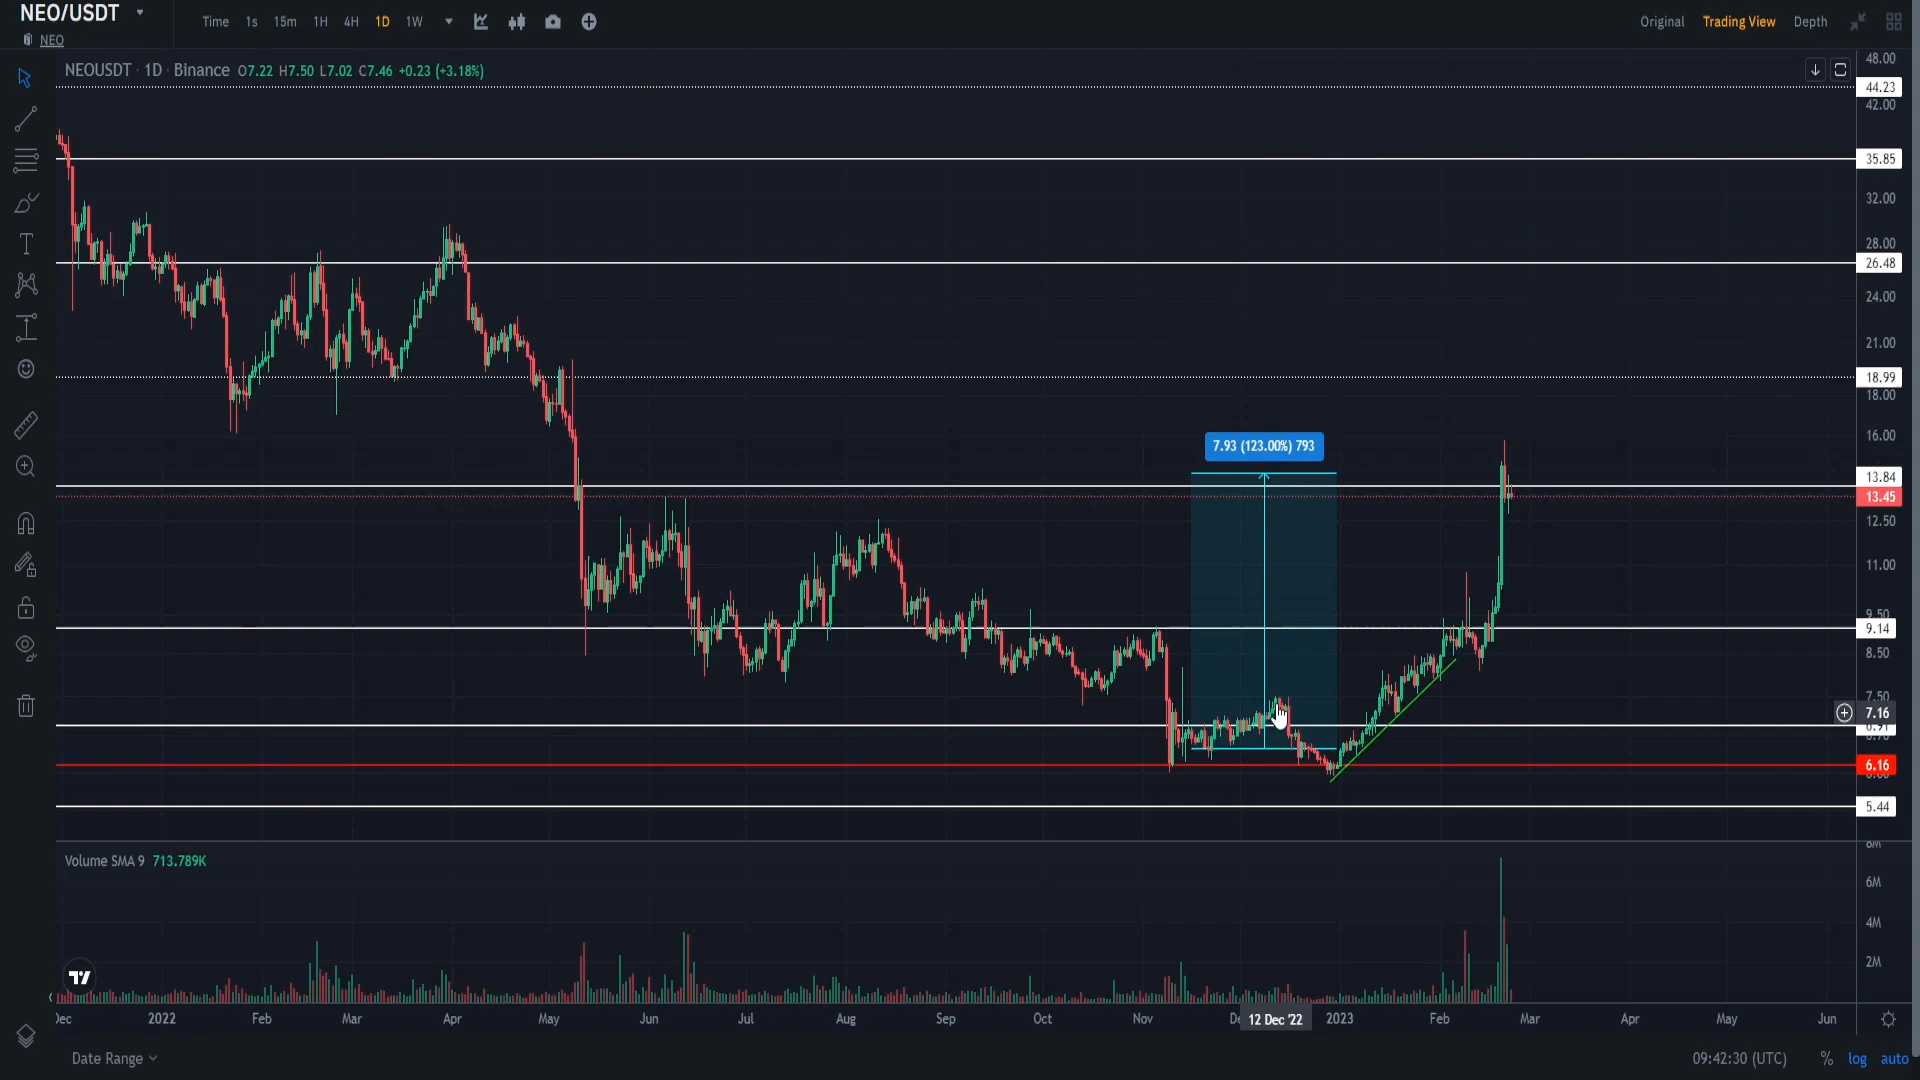 NEO/USDT
NEO
Time 1s 15m 1H 4H 1D 1W
Original Trading View Depth
NEOUSDT · 1D · Binance O7.22 H7.50 L7.02 C7.46 +0.23 (+3.18%)
48.00
44.23
42.00
35.85
32.00
28.00
26.48
24.00
21.00
18.99
18.00
16.00
7.93 (123.00%) 793
13.84
13.45
12.50
11.00
9.50
9.14
8.50
7.50
7.16
6.91
6.16
5.44
Volume SMA 9 713.789K
8M
6M
4M
2M
Dec 2022 Feb Mar Apr May Jun Jul Aug Sep Oct Nov 12 Dec '22 2023 Feb Mar Apr May Jun
Date Range
09:42:30 (UTC) % log auto